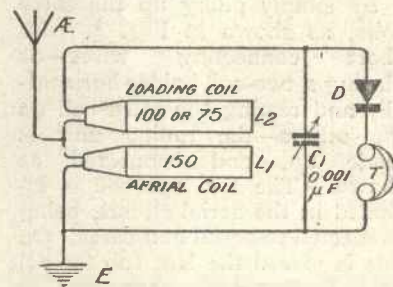 Æ
LOADING COIL
100 OR 75
L2
D
150
L1
AERIAL COIL
C1
0.001
µF
T
E